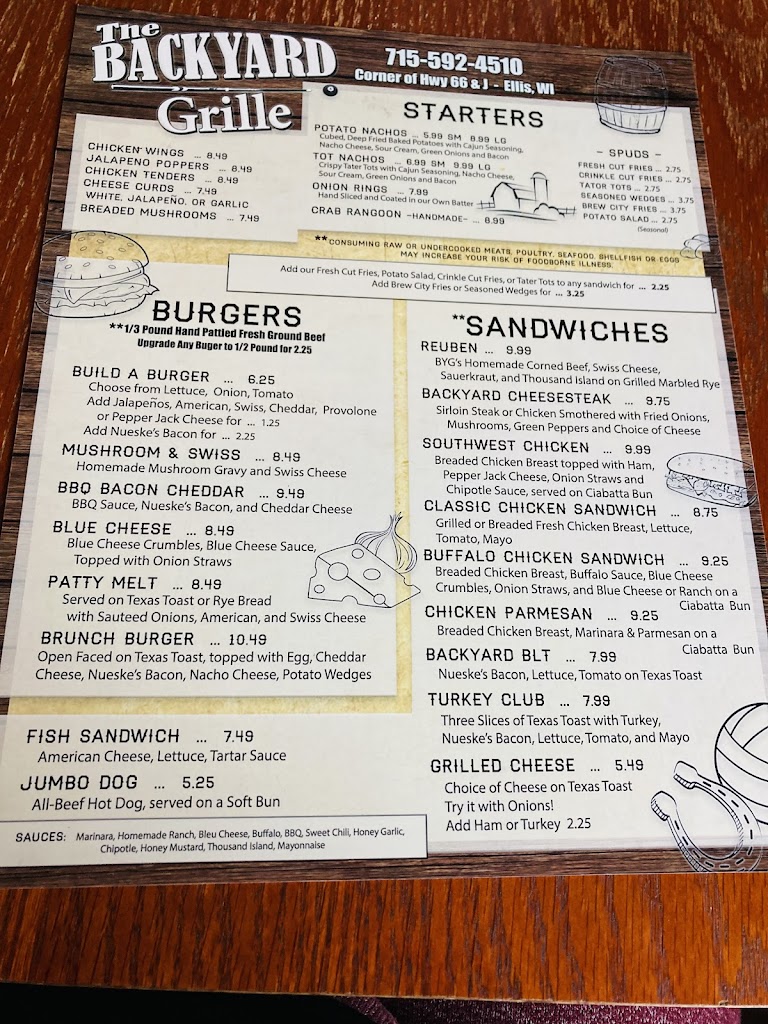 The
BACKYARD
Grille
715-592-4510
Corner of Hwy 66 & J - Ellis, WI
CHICKEN WINGS ... 8.49
JALAPENO POPPERS ... 8.49
CHICKEN TENDERS ... 8.49
CHEESE CURDS ... 7.49
WHITE, JALAPEÑO, OR GARLIC
BREADED MUSHROOMS ... 7.49
STARTERS
POTATO NACHOS ... 5.99 SM 8.99 LG
Cubed, Deep Fried Baked Potatoes with Cajun Seasoning,
Nacho Cheese, Sour Cream, Green Onions and Bacon
TOT NACHOS ... 6.99 SM 9.99 LG
Crispy Tater Tots with Cajun Seasoning, Nacho Cheese,
Sour Cream, Green Onions and Bacon
ONION RINGS ... 7.99
Hand Sliced and Coated in our Own Batter
CRAB RANGOON -HANDMADE- ... 8.99
- SPUDS -
FRESH CUT FRIES ... 2.75
CRINKLE CUT FRIES ... 2.75
TATOR TOTS ... 2.75
SEASONED WEDGES ... 3.75
BREW CITY FRIES ... 3.75
POTATO SALAD ... 2.75
(Seasonal)
**CONSUMING RAW OR UNDERCOOKED MEATS, POULTRY, SEAFOOD, SHELLFISH OR EGGS
MAY INCREASE YOUR RISK OF FOODBORNE ILLNESS.
Add our Fresh Cut Fries, Potato Salad, Crinkle Cut Fries, or Tater Tots to any sandwich for ... 2.25
Add Brew City Fries or Seasoned Wedges for ... 3.25
BURGERS
**1/3 Pound Hand Pattied Fresh Ground Beef
Upgrade Any Buger to 1/2 Pound for 2.25
BUILD A BURGER ... 6.25
Choose from Lettuce, Onion, Tomato
Add Jalapeños, American, Swiss, Cheddar, Provolone
or Pepper Jack Cheese for ... 1.25
Add Nueske's Bacon for ... 2.25
MUSHROOM & SWISS ... 8.49
Homemade Mushroom Gravy and Swiss Cheese
BBQ BACON CHEDDAR ... 9.49
BBQ Sauce, Nueske's Bacon, and Cheddar Cheese
BLUE CHEESE ... 8.49
Blue Cheese Crumbles, Blue Cheese Sauce,
Topped with Onion Straws
PATTY MELT ... 8.49
Served on Texas Toast or Rye Bread
with Sauteed Onions, American, and Swiss Cheese
BRUNCH BURGER ... 10.49
Open Faced on Texas Toast, topped with Egg, Cheddar
Cheese, Nueske's Bacon, Nacho Cheese, Potato Wedges
FISH SANDWICH ... 7.49
American Cheese, Lettuce, Tartar Sauce
JUMBO DOG ... 5.25
All-Beef Hot Dog, served on a Soft Bun
SAUCES: Marinara, Homemade Ranch, Bleu Cheese, Buffalo, BBQ, Sweet Chili, Honey Garlic,
Chipotle, Honey Mustard, Thousand Island, Mayonnaise
**SANDWICHES
REUBEN ... 9.99
BYG's Homemade Corned Beef, Swiss Cheese,
Sauerkraut, and Thousand Island on Grilled Marbled Rye
BACKYARD CHEESESTEAK ... 9.75
Sirloin Steak or Chicken Smothered with Fried Onions,
Mushrooms, Green Peppers and Choice of Cheese
SOUTHWEST CHICKEN ... 9.99
Breaded Chicken Breast topped with Ham,
Pepper Jack Cheese, Onion Straws and
Chipotle Sauce, served on Ciabatta Bun
CLASSIC CHICKEN SANDWICH ... 8.75
Grilled or Breaded Fresh Chicken Breast, Lettuce,
Tomato, Mayo
BUFFALO CHICKEN SANDWICH ... 9.25
Breaded Chicken Breast, Buffalo Sauce, Blue Cheese
Crumbles, Onion Straws, and Blue Cheese or Ranch on a
Ciabatta Bun
CHICKEN PARMESAN ... 9.25
Breaded Chicken Breast, Marinara & Parmesan on a
Ciabatta Bun
BACKYARD BLT ... 7.99
Nueske's Bacon, Lettuce, Tomato on Texas Toast
TURKEY CLUB ... 7.99
Three Slices of Texas Toast with Turkey,
Nueske's Bacon, Lettuce, Tomato, and Mayo
GRILLED CHEESE ... 5.49
Choice of Cheese on Texas Toast
Try it with Onions!
Add Ham or Turkey 2.25